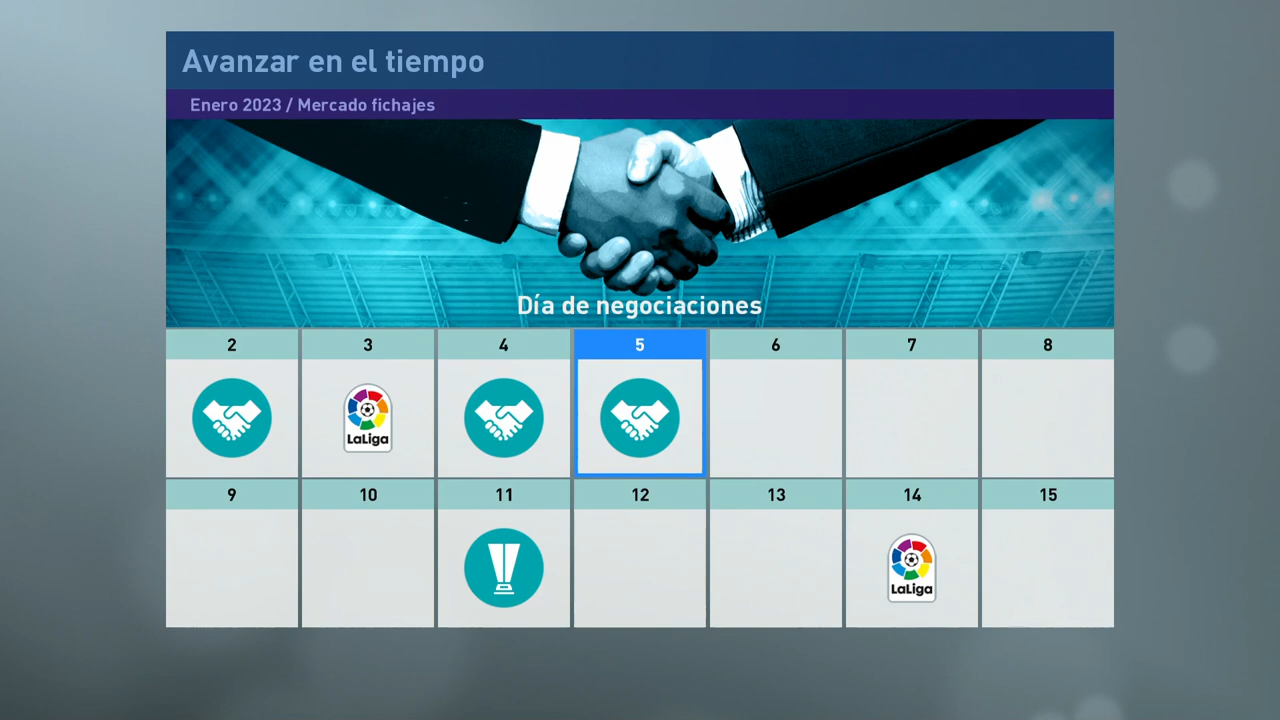 Avanzar en el tiempo
Enero 2023 / Mercado fichajes
Día de negociaciones
2 3 4 5 6 7 8
LaLiga
9 10 11 12 13 14 15
LaLiga